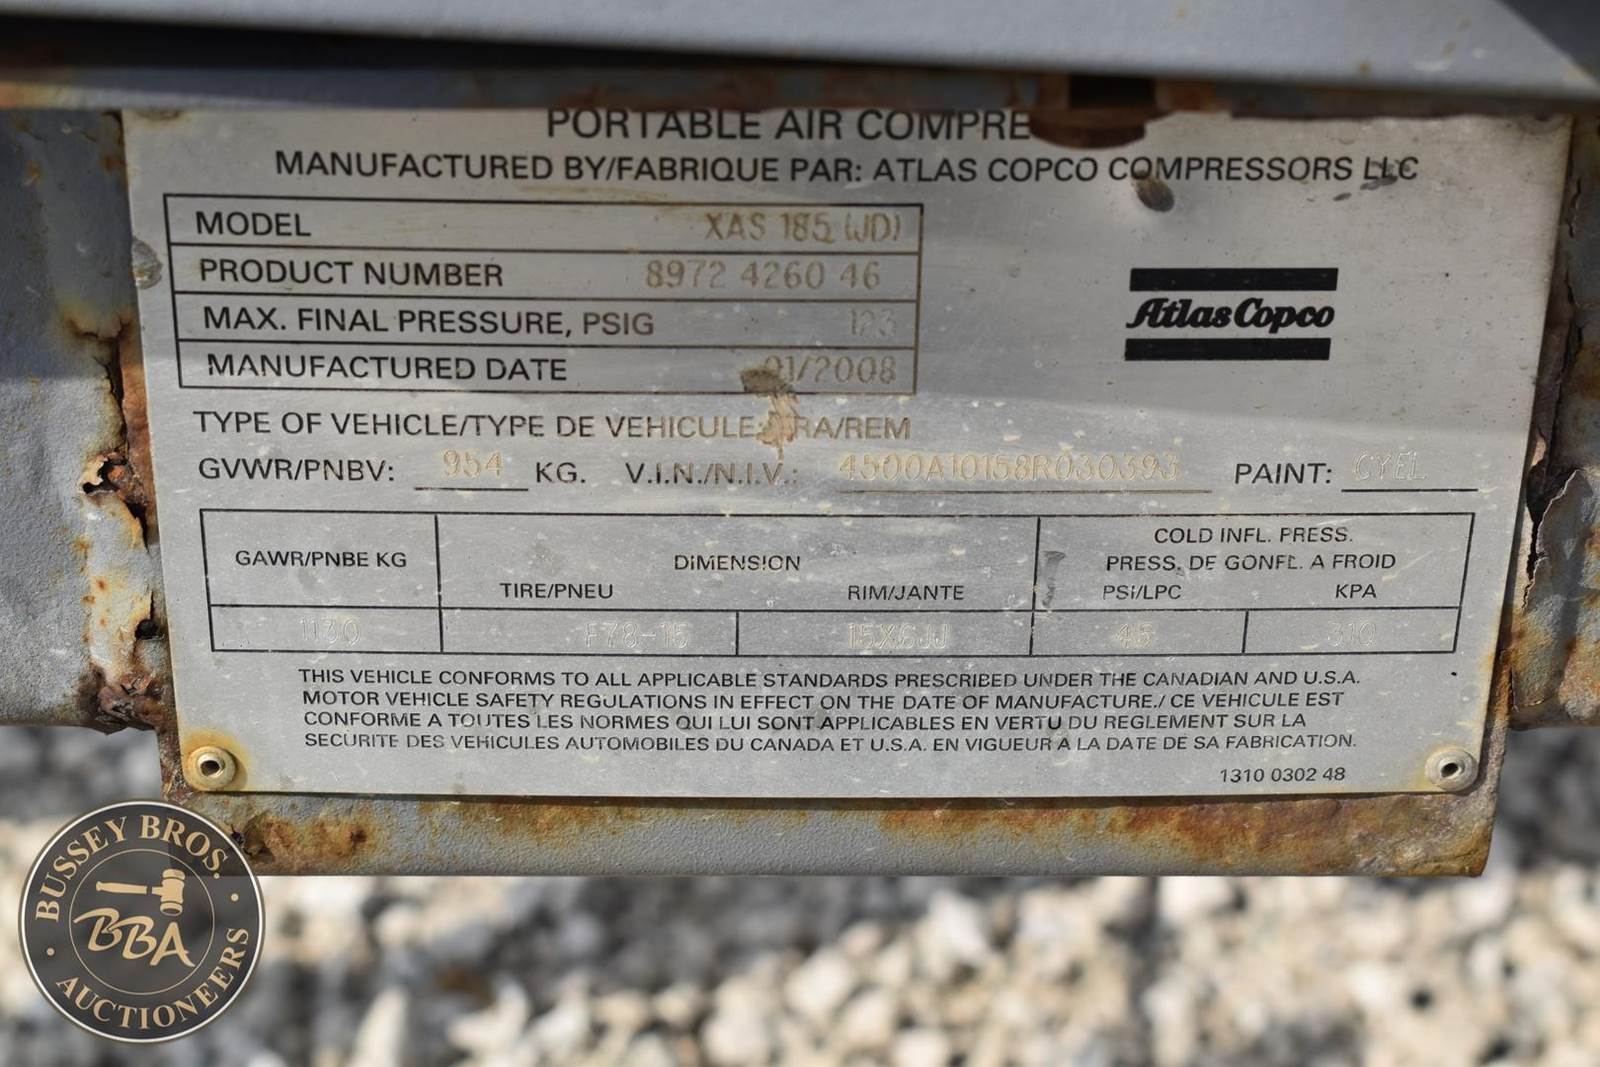 PORTABLE AIR COMPRE
MANUFACTURED BY/FABRIQUE PAR: ATLAS COPCO COMPRESSORS LLC
MODEL XAS 185 (JD)
PRODUCT NUMBER 8972 4260 46
MAX. FINAL PRESSURE, PSIG 123
MANUFACTURED DATE 01/2008
Atlas Copco
TYPE OF VEHICLE/TYPE DE VEHICULE: TRA/REM
GVWR/PNBV: 954 KG. V.I.N./N.I.V.: 4500A10158R030393 PAINT: CYEL
GAWR/PNBE KG
DIMENSION
TIRE/PNEU RIM/JANTE
COLD INFL. PRESS.
PRESS. DE GONFL. A FROID
PSI/LPC KPA
1130 F78-15 15X6JJ 45 310
THIS VEHICLE CONFORMS TO ALL APPLICABLE STANDARDS PRESCRIBED UNDER THE CANADIAN AND U.S.A.
MOTOR VEHICLE SAFETY REGULATIONS IN EFFECT ON THE DATE OF MANUFACTURE./ CE VEHICULE EST
CONFORME A TOUTES LES NORMES QUI LUI SONT APPLICABLES EN VERTU DU REGLEMENT SUR LA
SECURITE DES VEHICULES AUTOMOBILES DU CANADA ET U.S.A. EN VIGUEUR A LA DATE DE SA FABRICATION.
1310 0302 48
BUSSEY BROS.
BBA
AUCTIONEERS